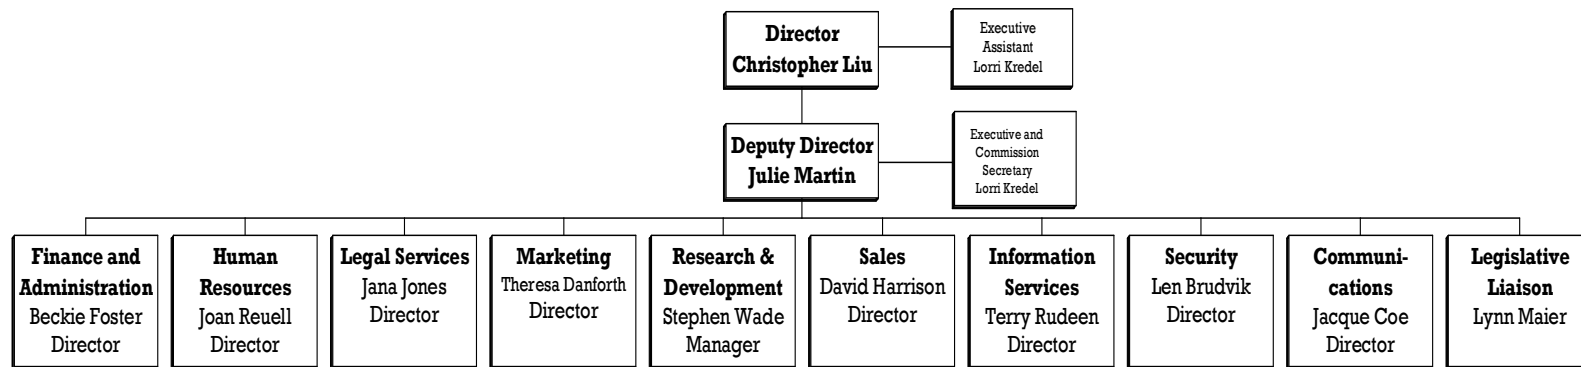 Director
Christopher Liu
Executive
Assistant
Lorri Kredel
Deputy Director
Julie Martin
Executive and
Commission
Secretary
Lorri Kredel
Finance and
Administration
Beckie Foster
Director
Human
Resources
Joan Reuell
Director
Legal Services
Jana Jones
Director
Marketing
Theresa Danforth
Director
Research &
Development
Stephen Wade
Manager
Sales
David Harrison
Director
Information
Services
Terry Rudeen
Director
Security
Len Brudvik
Director
Communi-
cations
Jacque Coe
Director
Legislative
Liaison
Lynn Maier